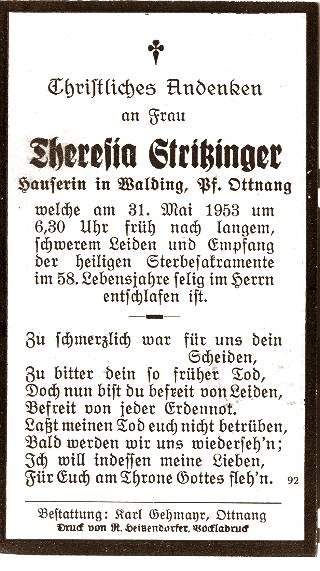 Christliches Andenken
an Frau
Theresia Stritzinger
Hauserin in Walding, Pf. Ottnang
welche am 31. Mai 1953 um
6,30 Uhr früh nach langem,
schwerem Leiden und Empfang
der heiligen Sterbesakramente
im 58. Lebensjahre selig im Herrn
entschlafen ist.
Zu schmerzlich war für uns dein
Scheiden,
Zu bitter dein so früher Tod,
Doch nun bist du befreit von Leiden,
Befreit von jeder Erdennot.
Laßt meinen Tod euch nicht betrüben,
Bald werden wir uns wiederseh'n;
Ich will indessen meine Lieben,
Für Euch am Throne Gottes fleh'n. 92
Bestattung: Karl Gehmayr, Ottnang
Druck von R. Heitzendorfer, Vöcklabruck